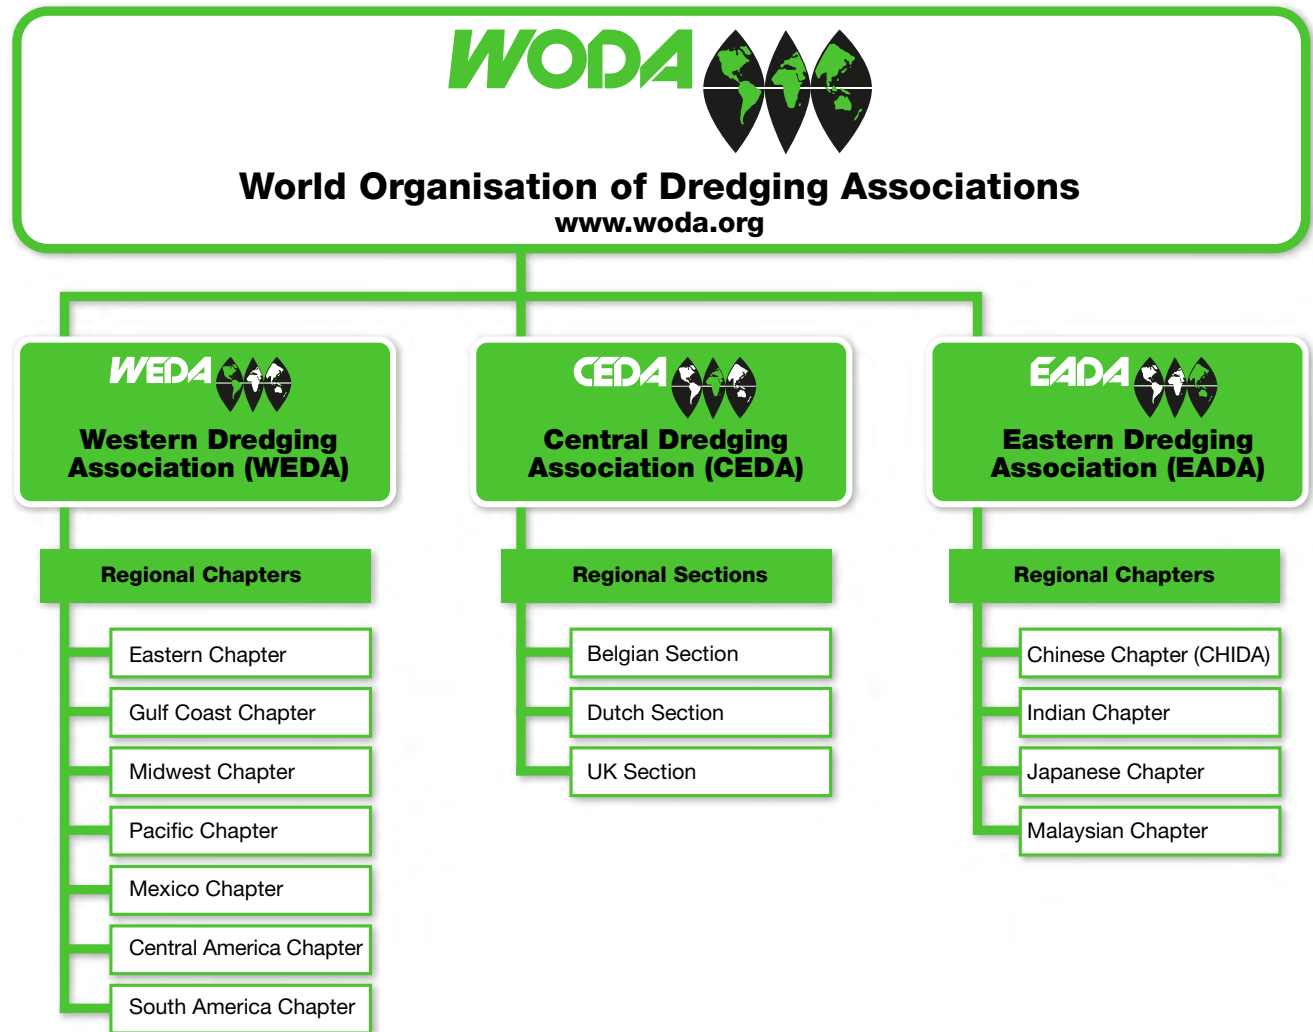 WODA
World Organisation of Dredging Associations
www.woda.org
WEDA
Western Dredging
Association (WEDA)
Regional Chapters
Eastern Chapter
Gulf Coast Chapter
Midwest Chapter
Pacific Chapter
Mexico Chapter
Central America Chapter
South America Chapter
CEDA
Central Dredging
Association (CEDA)
Regional Sections
Belgian Section
Dutch Section
UK Section
EADA
Eastern Dredging
Association (EADA)
Regional Chapters
Chinese Chapter (CHIDA)
Indian Chapter
Japanese Chapter
Malaysian Chapter